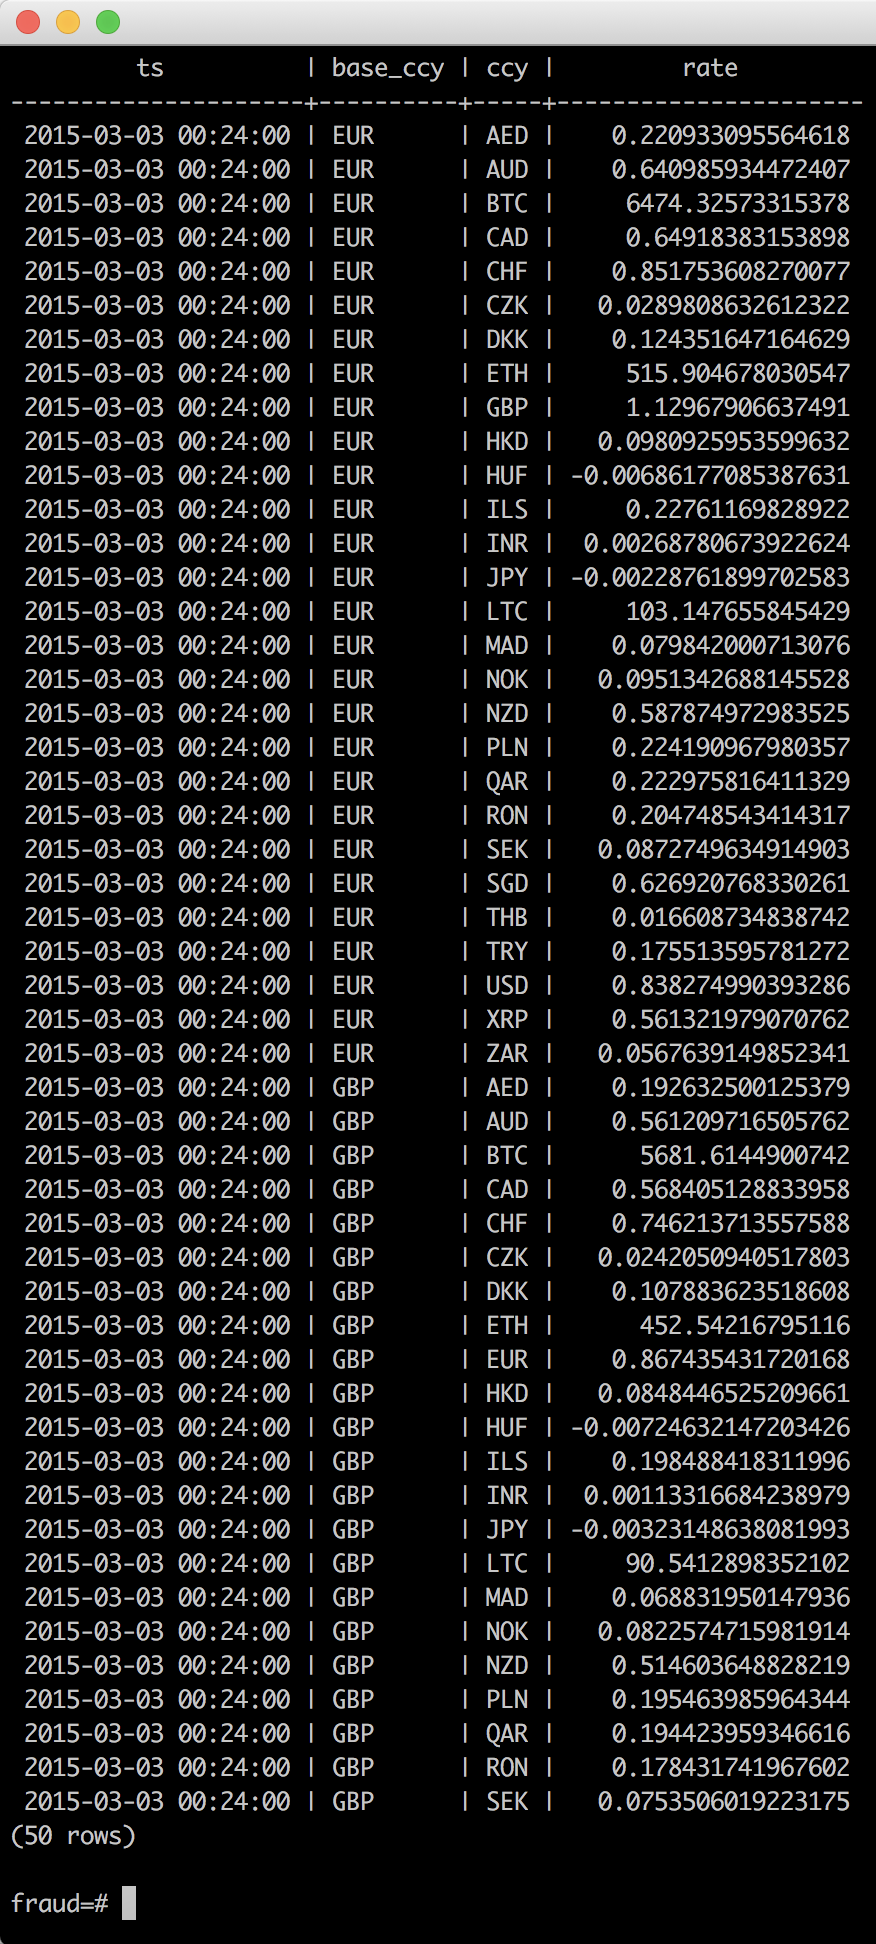 ts | base_ccy | ccy | rate
---------------------+----------+-----+----------------------
2015-03-03 00:24:00 | EUR | AED | 0.220933095564618
2015-03-03 00:24:00 | EUR | AUD | 0.640985934472407
2015-03-03 00:24:00 | EUR | BTC | 6474.32573315378
2015-03-03 00:24:00 | EUR | CAD | 0.64918383153898
2015-03-03 00:24:00 | EUR | CHF | 0.851753608270077
2015-03-03 00:24:00 | EUR | CZK | 0.0289808632612322
2015-03-03 00:24:00 | EUR | DKK | 0.124351647164629
2015-03-03 00:24:00 | EUR | ETH | 515.904678030547
2015-03-03 00:24:00 | EUR | GBP | 1.12967906637491
2015-03-03 00:24:00 | EUR | HKD | 0.0980925953599632
2015-03-03 00:24:00 | EUR | HUF | -0.00686177085387631
2015-03-03 00:24:00 | EUR | ILS | 0.22761169828922
2015-03-03 00:24:00 | EUR | INR | 0.00268780673922624
2015-03-03 00:24:00 | EUR | JPY | -0.00228761899702583
2015-03-03 00:24:00 | EUR | LTC | 103.147655845429
2015-03-03 00:24:00 | EUR | MAD | 0.079842000713076
2015-03-03 00:24:00 | EUR | NOK | 0.0951342688145528
2015-03-03 00:24:00 | EUR | NZD | 0.587874972983525
2015-03-03 00:24:00 | EUR | PLN | 0.224190967980357
2015-03-03 00:24:00 | EUR | QAR | 0.222975816411329
2015-03-03 00:24:00 | EUR | RON | 0.204748543414317
2015-03-03 00:24:00 | EUR | SEK | 0.0872749634914903
2015-03-03 00:24:00 | EUR | SGD | 0.626920768330261
2015-03-03 00:24:00 | EUR | THB | 0.016608734838742
2015-03-03 00:24:00 | EUR | TRY | 0.175513595781272
2015-03-03 00:24:00 | EUR | USD | 0.838274990393286
2015-03-03 00:24:00 | EUR | XRP | 0.561321979070762
2015-03-03 00:24:00 | EUR | ZAR | 0.0567639149852341
2015-03-03 00:24:00 | GBP | AED | 0.192632500125379
2015-03-03 00:24:00 | GBP | AUD | 0.561209716505762
2015-03-03 00:24:00 | GBP | BTC | 5681.6144900742
2015-03-03 00:24:00 | GBP | CAD | 0.568405128833958
2015-03-03 00:24:00 | GBP | CHF | 0.746213713557588
2015-03-03 00:24:00 | GBP | CZK | 0.0242050940517803
2015-03-03 00:24:00 | GBP | DKK | 0.107883623518608
2015-03-03 00:24:00 | GBP | ETH | 452.54216795116
2015-03-03 00:24:00 | GBP | EUR | 0.867435431720168
2015-03-03 00:24:00 | GBP | HKD | 0.0848446525209661
2015-03-03 00:24:00 | GBP | HUF | -0.00724632147203426
2015-03-03 00:24:00 | GBP | ILS | 0.198488418311996
2015-03-03 00:24:00 | GBP | INR | 0.00113316684238979
2015-03-03 00:24:00 | GBP | JPY | -0.00323148638081993
2015-03-03 00:24:00 | GBP | LTC | 90.5412898352102
2015-03-03 00:24:00 | GBP | MAD | 0.068831950147936
2015-03-03 00:24:00 | GBP | NOK | 0.0822574715981914
2015-03-03 00:24:00 | GBP | NZD | 0.514603648828219
2015-03-03 00:24:00 | GBP | PLN | 0.195463985964344
2015-03-03 00:24:00 | GBP | QAR | 0.194423959346616
2015-03-03 00:24:00 | GBP | RON | 0.178431741967602
2015-03-03 00:24:00 | GBP | SEK | 0.0753506019223175
(50 rows)
fraud=#